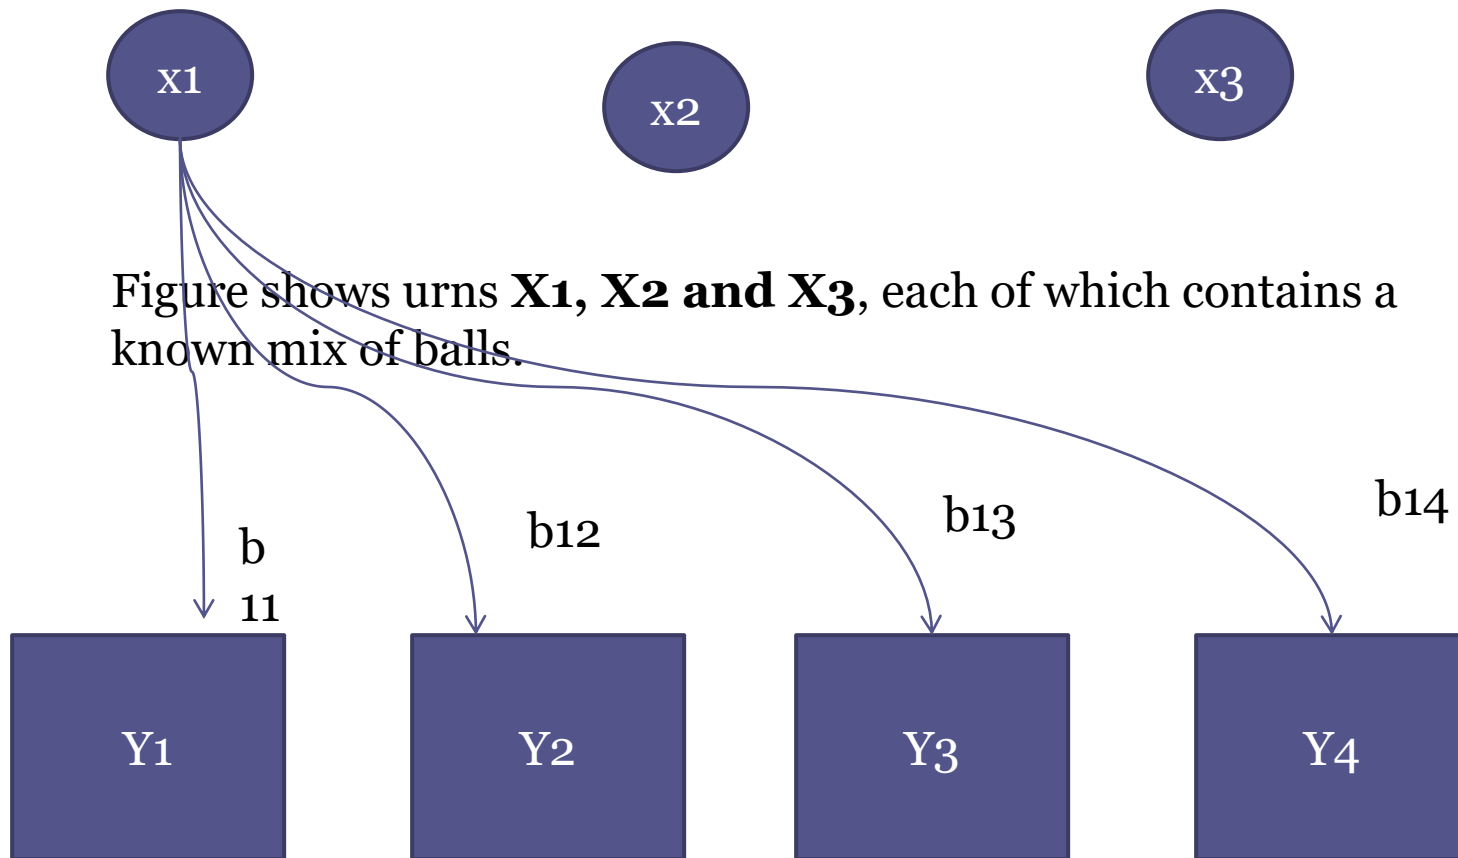 x1
x2
x3
Figure shows urns X1, X2 and X3, each of which contains a
known mix of balls.
b
11
b12
b13
b14
Y1
Y2
Y3
Y4